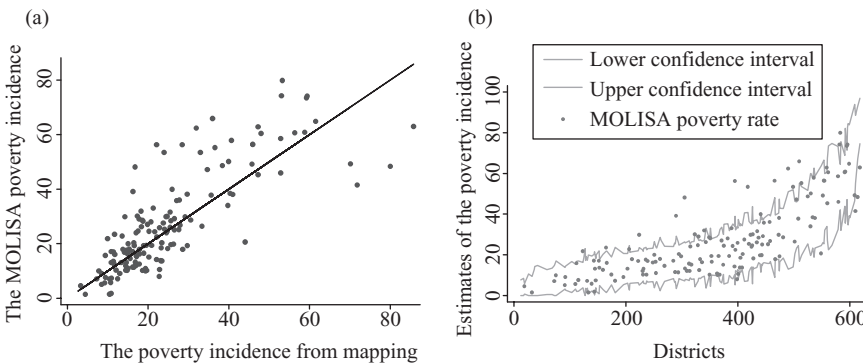 (a)
The MOLISA poverty incidence
80
60
40
20
0
0 20 40 60 80
The poverty incidence from mapping
(b)
Estimates of the poverty incidence
Lower confidence interval
Upper confidence interval
MOLISA poverty rate
100
80
60
40
20
0
0 200 400 600
Districts